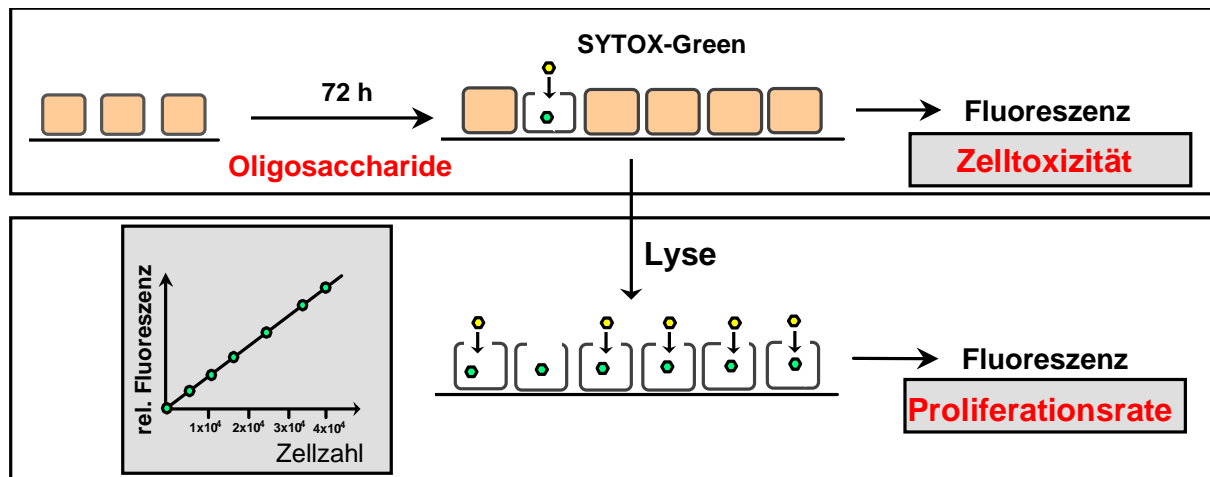 SYTOX-Green
72 h
Oligosaccharide
Fluoreszenz
Zelltoxizität
Lyse
rel. Fluoreszenz
1x10⁴ 2x10⁴ 3x10⁴ 4x10⁴
Zellzahl
Fluoreszenz
Proliferationsrate